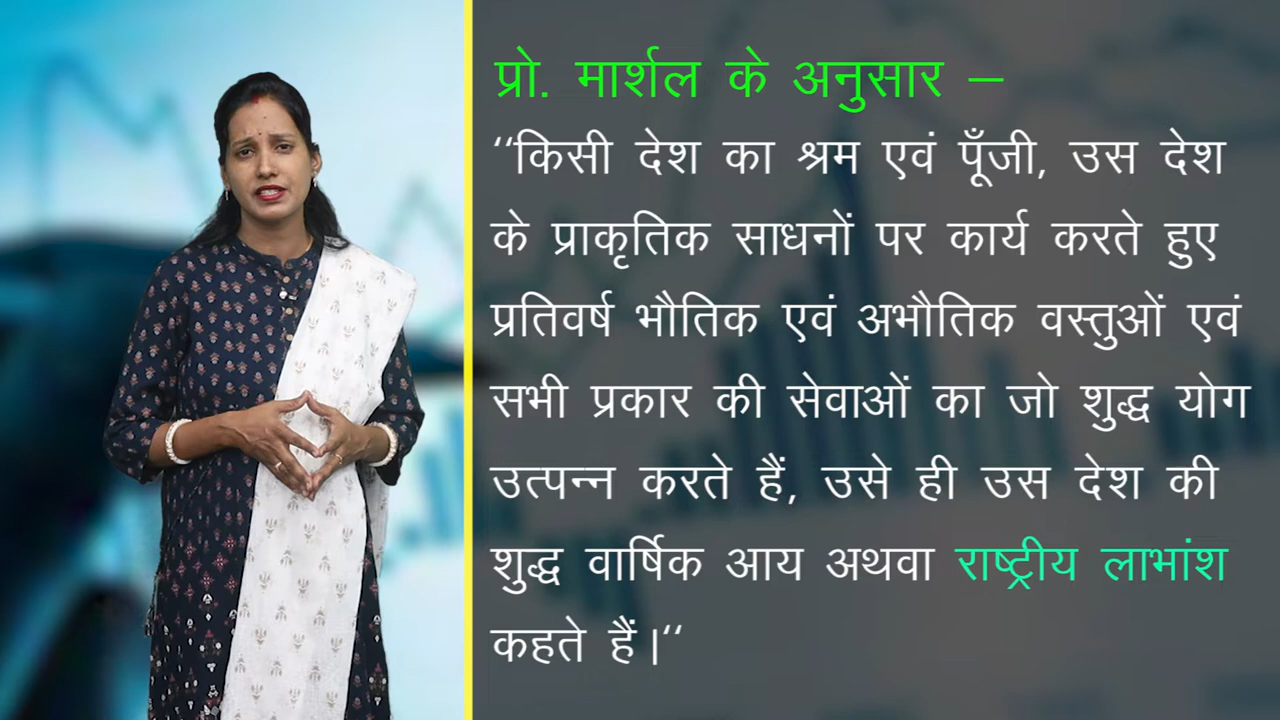 प्रो. मार्शल के अनुसार –
‘‘किसी देश का श्रम एवं पूँजी, उस देश
के प्राकृतिक साधनों पर कार्य करते हुए
प्रतिवर्ष भौतिक एवं अभौतिक वस्तुओं एवं
सभी प्रकार की सेवाओं का जो शुद्ध योग
उत्पन्न करते हैं, उसे ही उस देश की
शुद्ध वार्षिक आय अथवा राष्ट्रीय लाभांश
कहते हैं।‘‘